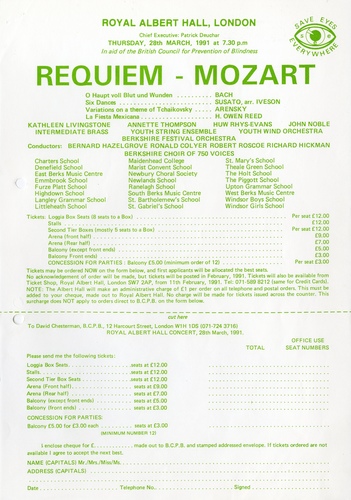 ROYAL ALBERT HALL, LONDON
Chief Executive: Patrick Deuchar
THURSDAY, 28th MARCH, 1991 at 7.30 p.m
In aid of the British Council for Prevention of Blindness
SAVE EYES EVERYWHERE
REQUIEM - MOZART
O Haupt voll Blut und Wunden BACH
Six Dances SUSATO, arr. IVESON
Variations on a theme of Tchaikovsky ARENSKY
La Fiesta Mexicana H. OWEN REED
KATHLEEN LIVINGSTONE ANNETTE THOMPSON HUW RHYS-EVANS JOHN NOBLE
INTERMEDIATE BRASS YOUTH STRING ENSEMBLE YOUTH WIND ORCHESTRA
BERKSHIRE FESTIVAL ORCHESTRA
Conductors: BERNARD HAZELGROVE RONALD COLYER ROBERT ROSCOE RICHARD HICKMAN
BERKSHIRE CHOIR OF 750 VOICES
Charters School Maidenhead College St. Mary's School
Denefield School Marist Convent School Theale Green School
East Berks Music Centre Newbury Choral Society The Holt School
Emmbrook School Newlands School The Piggott School
Furze Platt School Ranelagh School Upton Grammar School
Highdown School South Berks Music Centre West Berks Music Centre
Langley Grammar School St. Bartholemew's School Windsor Boys School
Littleheath School St. Gabriel's School Windsor Girls School
Tickets: Loggia Box Seats (8 seats to a Box) Per seat £12.00
Stalls £12.00
Second Tier Boxes (mostly 5 seats to a Box) Per seat £12.00
Arena (Front half) £9.00
Arena (Rear half) £7.00
Balcony (except front ends) £5.00
Balcony (Front ends) £3.00
CONCESSION FOR PARTIES: Balcony £5.00 (minimum order of 12) Per seat £3.00
Tickets may be ordered NOW on the form below, and first applicants will be allocated the best seats.
No acknowledgement of order will be made, but tickets will be posted in February, 1991. Tickets will also be available from
Ticket Shop, Royal Albert Hall, London SW7 2AP, from 11th February, 1991. Tel: 071-589 8212 (same for Credit Cards).
NOTE: The Albert Hall will make an administrative charge of £1 per order on all telephone and postal orders. This must be
added to your cheque, made out to Royal Albert Hall. No charge will be made for tickets issued across the counter. This
surcharge does NOT apply to orders direct to B.C.P.B. on the form below.
cut here
To David Chesterman, B.C.P.B., 12 Harcourt Street, London W1H 1DS (071-724 3716)
ROYAL ALBERT HALL CONCERT, 28th March, 1991.
OFFICE USE
TOTAL SEAT NUMBERS
Please send me the following tickets:
Loggia Box Seats seats at £12.00
Stalls seats at £12.00
Second Tier Box Seats seats at £12.00
Arena (Front half) seats at £9.00
Arena (Rear half) seats at £7.00
Balcony (except front ends) seats at £5.00
Balcony (front ends) seats at £3.00
CONCESSION FOR PARTIES:
Balcony £5.00 for £3.00 each seats at £3.00
(MINIMUM NUMBER 12)
I enclose cheque for £ made out to B.C.P.B. and stamped addressed envelope. If tickets ordered are not
available I agree to accept the next best.
NAME (CAPITALS) Mr./Mrs./Miss/Ms.
ADDRESS (CAPITALS)
Date Telephone No. Signed